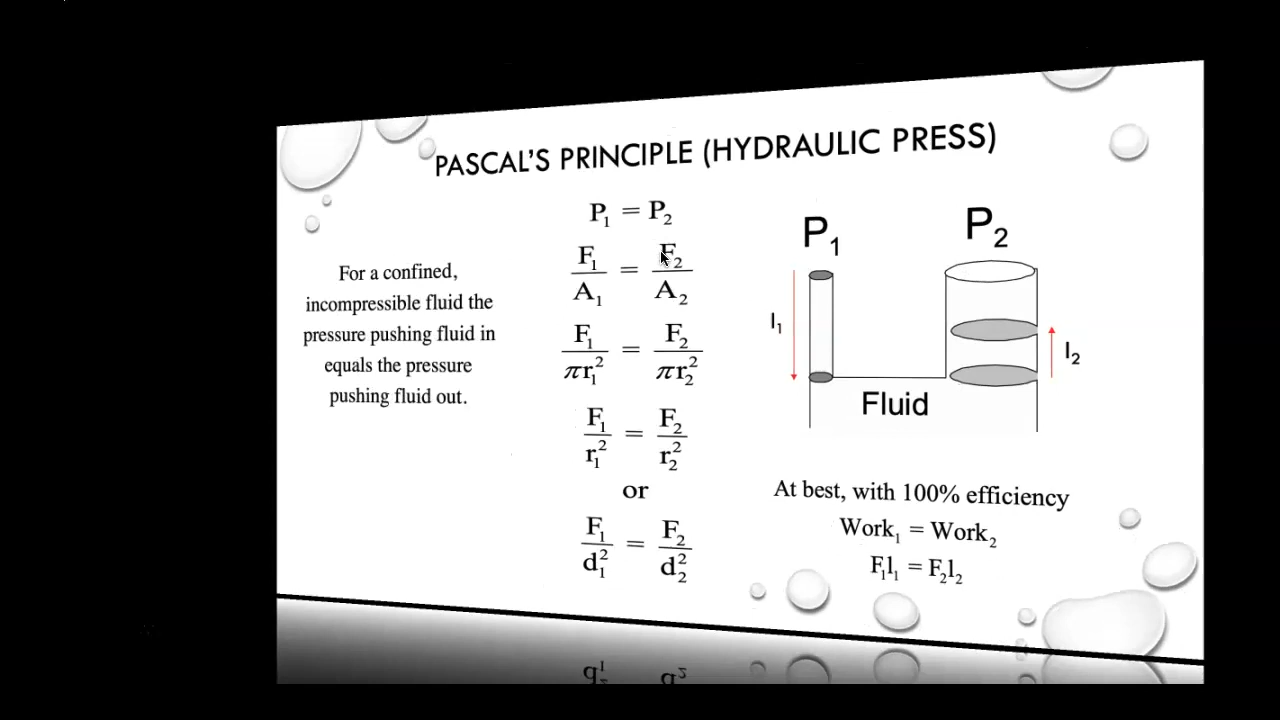 PASCAL'S PRINCIPLE (HYDRAULIC PRESS)
For a confined,
incompressible fluid the
pressure pushing fluid in
equals the pressure
pushing fluid out.
P₁ = P₂
F₁/A₁ = F₂/A₂
F₁/πr₁² = F₂/πr₂²
F₁/r₁² = F₂/r₂²
or
F₁/d₁² = F₂/d₂²
P₁ P₂
l₁
l₂
Fluid
At best, with 100% efficiency
Work₁ = Work₂
F₁l₁ = F₂l₂